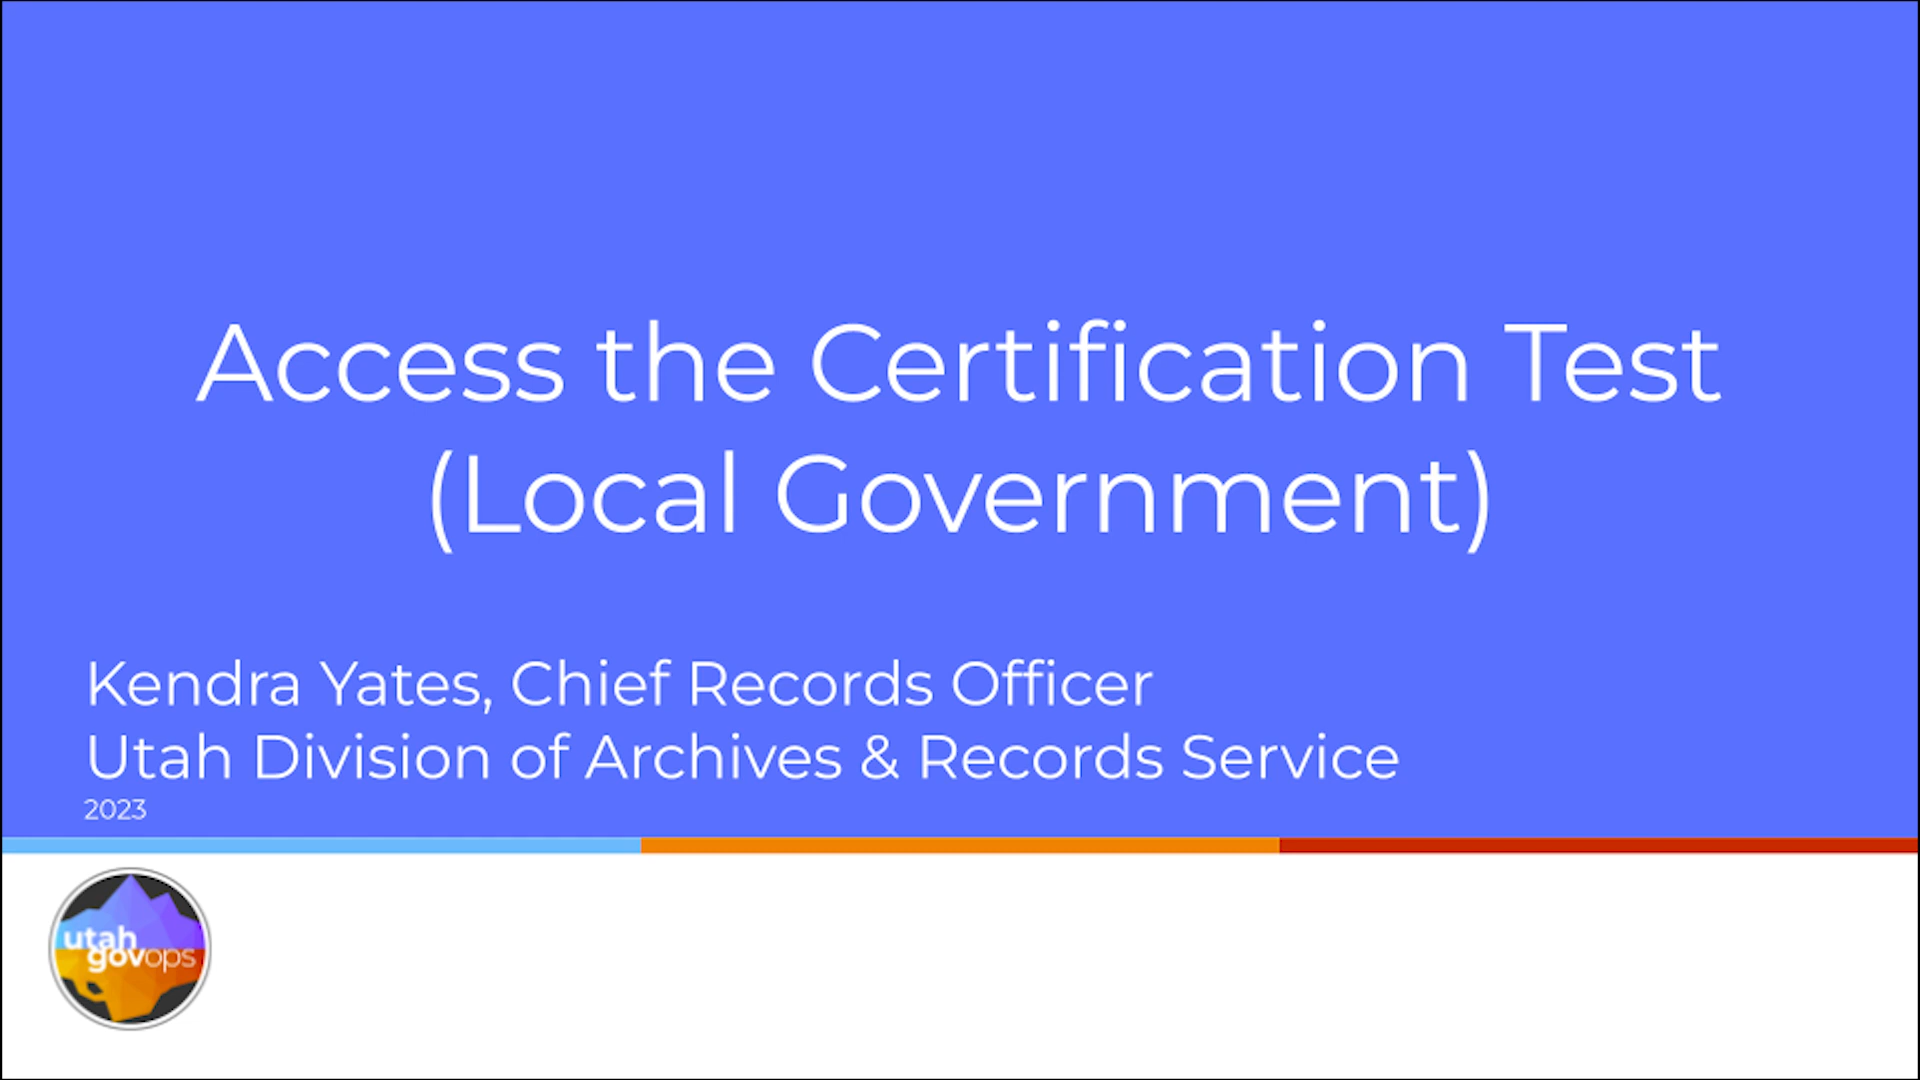 Access the Certification Test
(Local Government)
Kendra Yates, Chief Records Officer
Utah Division of Archives & Records Service
2023
utah
govops